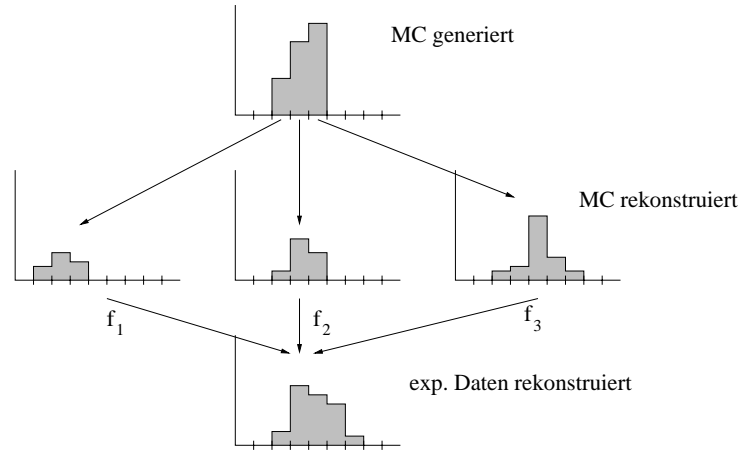 MC generiert
MC rekonstruiert
f1
f2
f3
exp. Daten rekonstruiert